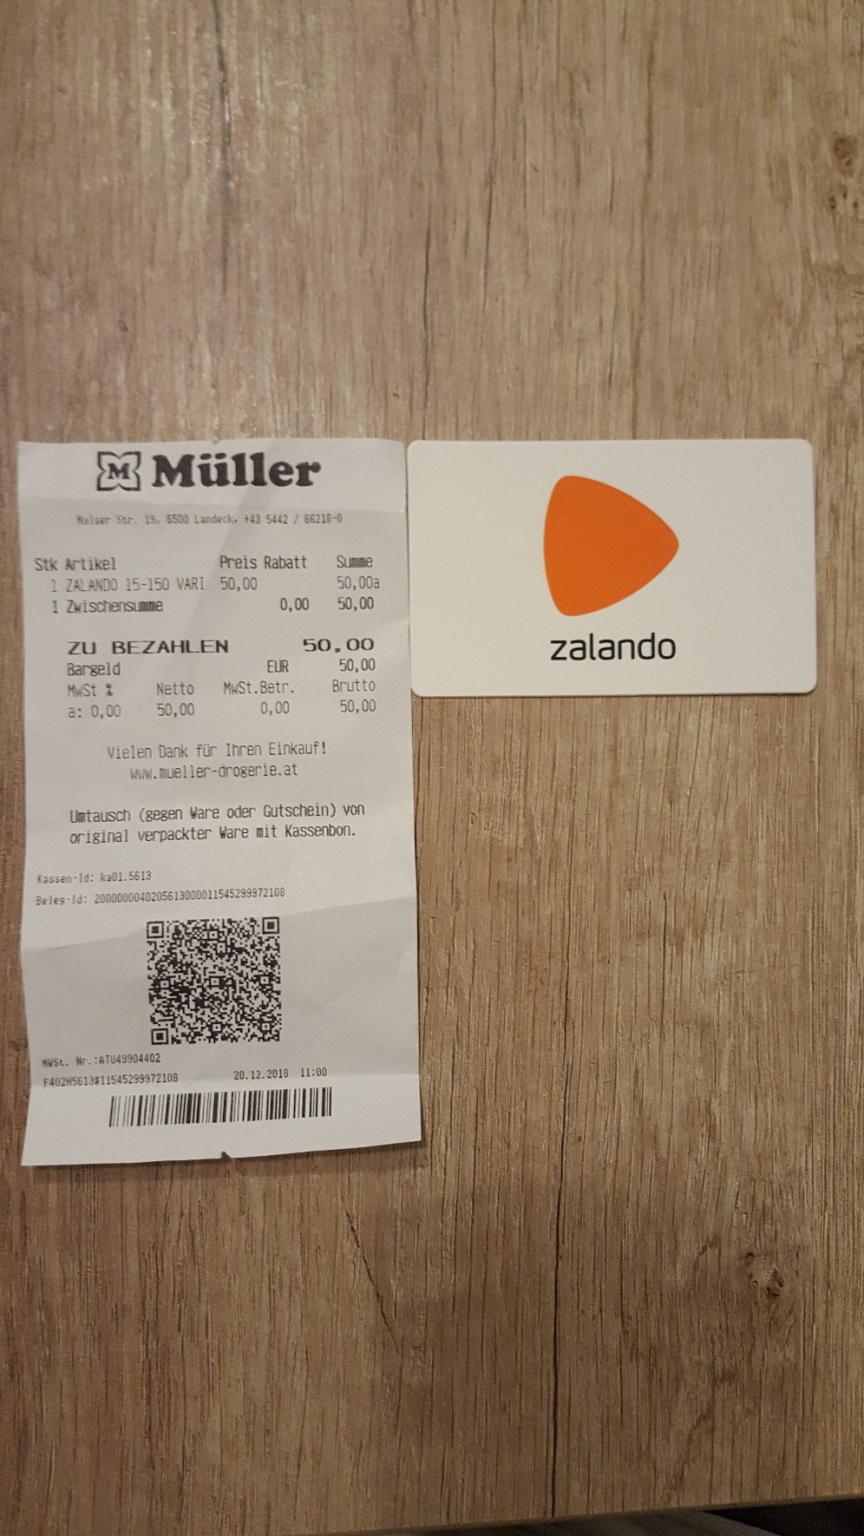 M Müller
Malser Str. 19, 6500 Landeck, +43 5442 / 66218-0
Stk Artikel Preis Rabatt Summe
1 ZALANDO 15-150 VARI 50,00 50,00a
1 Zwischensumme 0,00 50,00
ZU BEZAHLEN 50,00
Bargeld EUR 50,00
MwSt % Netto MwSt.Betr. Brutto
a: 0,00 50,00 0,00 50,00
Vielen Dank für Ihren Einkauf!
www.mueller-drogerie.at
Umtausch (gegen Ware oder Gutschein) von
original verpackter Ware mit Kassenbon.
Kassen-Id: ka01.5613
Beleg-Id: 2000000040205613000011545299972108
MWSt. Nr.:ATU49904402
F402H5613#11545299972108 20.12.2018 11:00
zalando